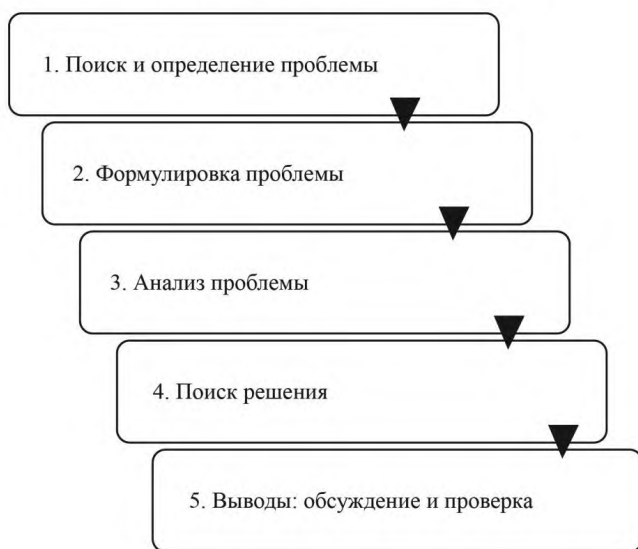 1. Поиск и определение проблемы
2. Формулировка проблемы
3. Анализ проблемы
4. Поиск решения
5. Выводы: обсуждение и проверка